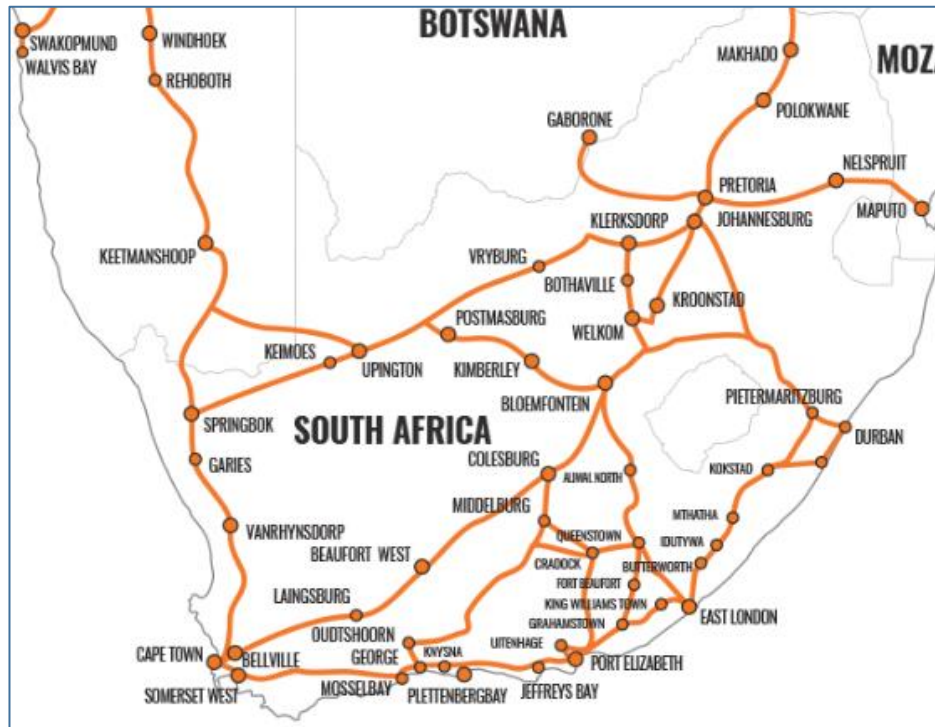 BOTSWANA
SWAKOPMUND
WINDHOEK
WALVIS BAY
MAKHADO
MOZ
REHOBOTH
POLOKWANE
GABORONE
NELSPRUIT
PRETORIA
MAPUTO
KLERKSDORP
JOHANNESBURG
KEETMANSHOOP
VRYBURG
BOTHAVILLE
KROONSTAD
POSTMASBURG
WELKOM
KEIMOES
UPINGTON
KIMBERLEY
BLOEMFONTEIN
PIETERMARITZBURG
SPRINGBOK
SOUTH AFRICA
DURBAN
GARIES
COLESBURG
ALIWAL NORTH
KOKSTAD
MIDDELBURG
MTHATHA
VANRHYNSDORP
QUEENSTOWN
IDUTYWA
BEAUFORT WEST
CRADOCK
BUTTERWORTH
FORT BEAUFORT
LAINGSBURG
KING WILLIAMS TOWN
EAST LONDON
OUDTSHOORN
GRAHAMSTOWN
UITENHAGE
GEORGE
KNYSNA
CAPE TOWN
BELLVILLE
PORT ELIZABETH
SOMERSET WEST
MOSSELBAY
PLETTENBERGBAY
JEFFREYS BAY